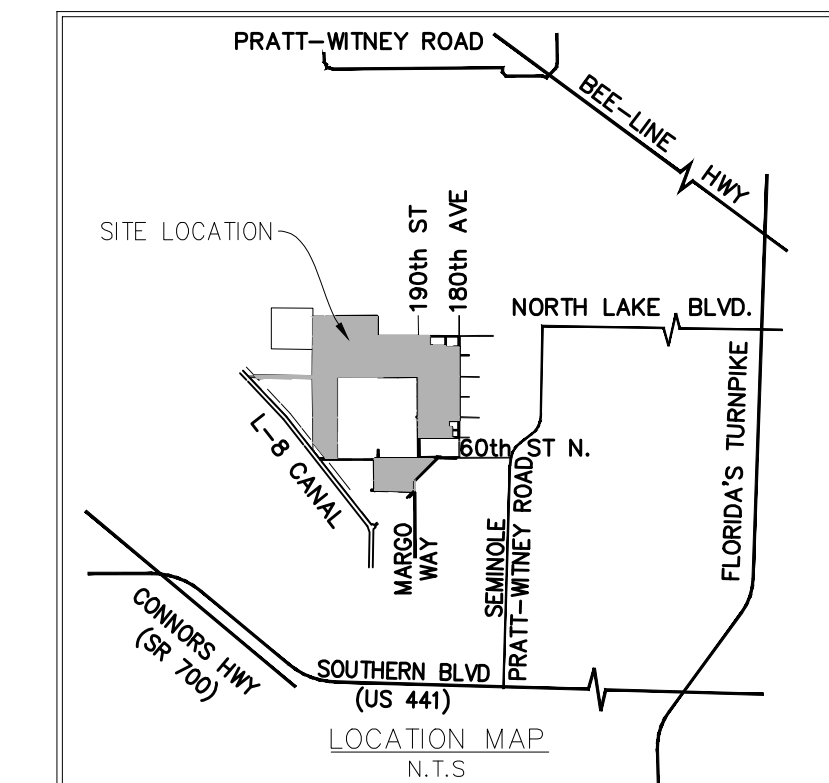 PRATT-WITNEY ROAD
BEE-LINE
HWY
SITE LOCATION
190th ST
180th AVE
NORTH LAKE BLVD.
FLORIDA'S TURNPIKE
L-8 CANAL
60th ST N.
MARGO
WAY
SEMINOLE
PRATT-WITNEY ROAD
CONNORS HWY
(SR 700)
SOUTHERN BLVD
(US 441)
LOCATION MAP
N.T.S